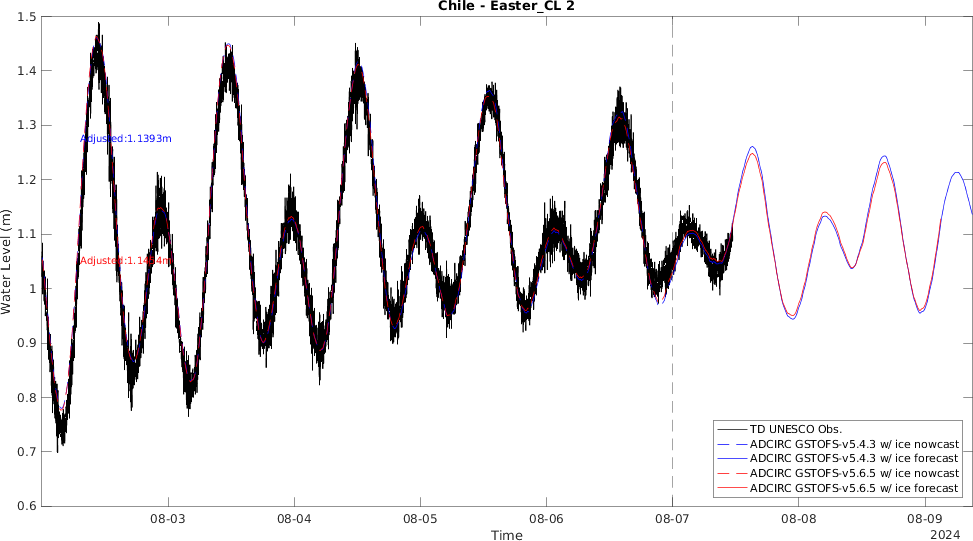 Chile - Easter_CL 2
1.5
1.4
1.3
1.2
1.1
1
0.9
0.8
0.7
0.6
Water Level (m)
Adjusted:1.1393m
08-03
08-04
08-05
08-06
08-07
08-08
08-09
Time
2024
TD UNESCO Obs.
ADCIRC GSTOFS-v5.4.3 w/ ice nowcast
ADCIRC GSTOFS-v5.4.3 w/ ice forecast
ADCIRC GSTOFS-v5.6.5 w/ ice nowcast
ADCIRC GSTOFS-v5.6.5 w/ ice forecast